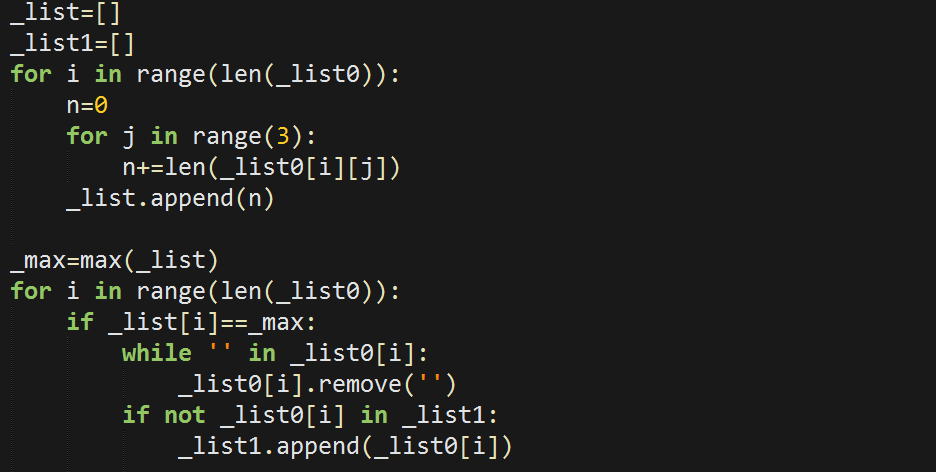 _list=[]
_list1=[]
for i in range(len(_list0)):
    n=0
    for j in range(3):
        n+=len(_list0[i][j])
    _list.append(n)

_max=max(_list)
for i in range(len(_list0)):
    if _list[i]==_max:
        while '' in _list0[i]:
            _list0[i].remove('')
        if not _list0[i] in _list1:
            _list1.append(_list0[i])